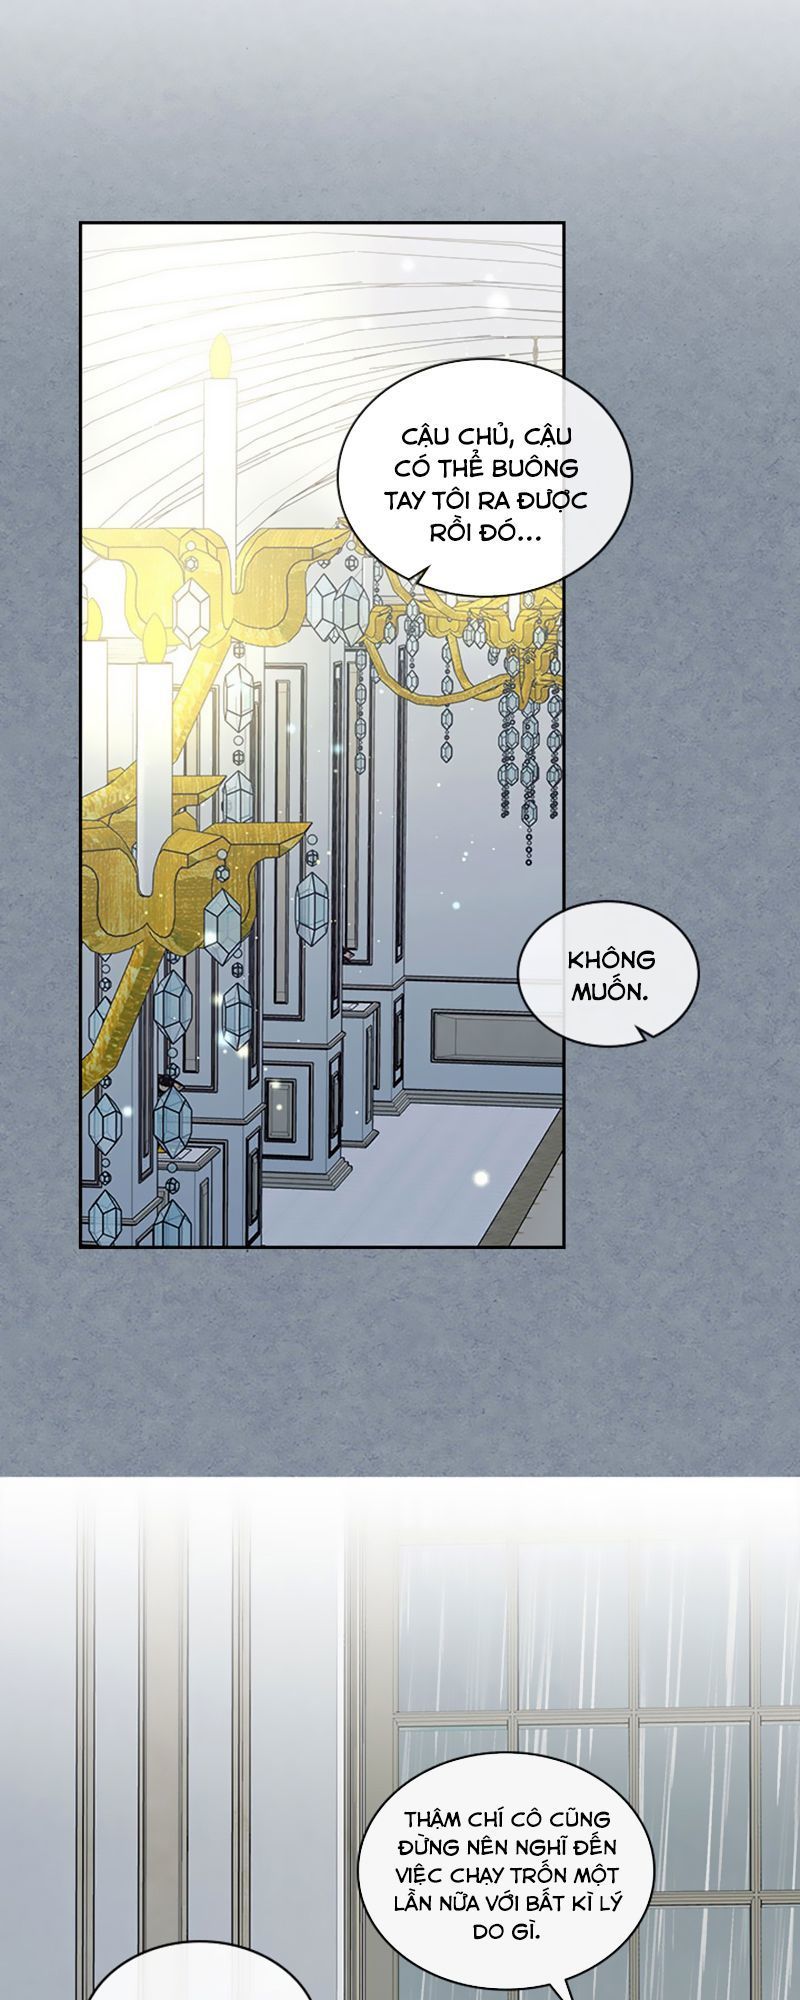 CẬU CHỦ, CẬU
CÓ THỂ BUÔNG
TAY TÔI RA ĐƯỢC
RỒI ĐÓ...
KHÔNG
MUỐN.
THẬM CHÍ CÔ CŨNG
ĐỪNG NÊN NGHĨ ĐẾN
VIỆC CHẠY TRỐN MỘT
LẦN NỮA VỚI BẤT KÌ LÝ
DO GÌ.